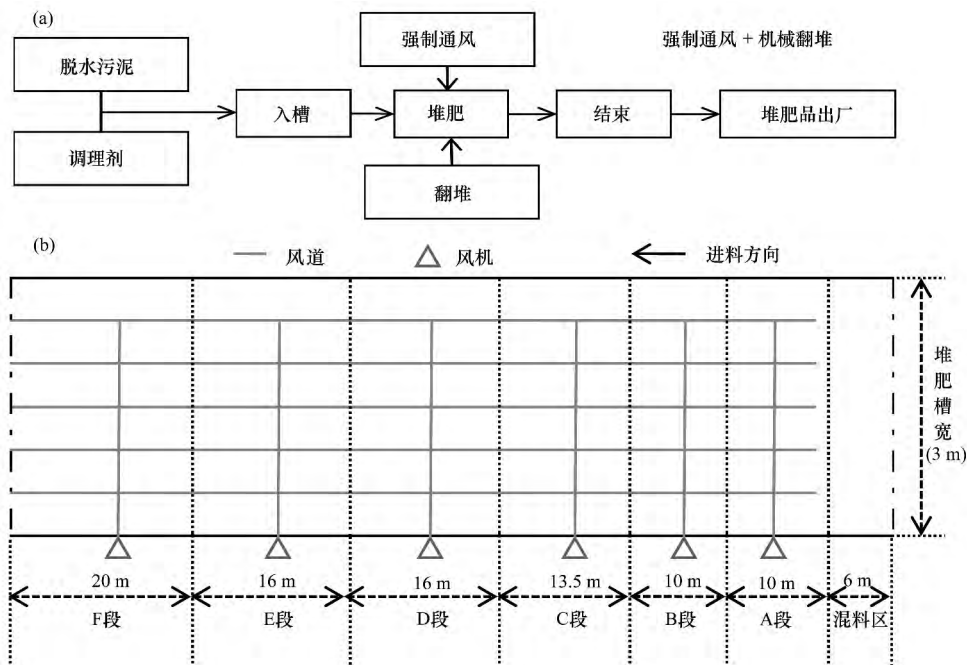 (a)
强制通风
强制通风 + 机械翻堆
脱水污泥
入槽
堆肥
结束
堆肥品出厂
调理剂
翻堆
(b)
风道
风机
进料方向
堆肥槽宽
(3 m)
20 m
16 m
16 m
13.5 m
10 m
10 m
6 m
F段
E段
D段
C段
B段
A段
混料区